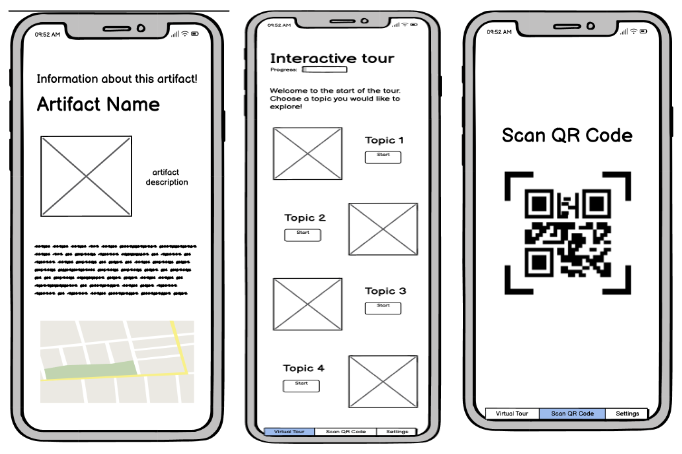 09:52 AM
Information about this artifact!
Artifact Name
artifact
description
09:52 AM
Interactive tour
Progress:
Welcome to the start of the tour.
Choose a topic you would like to
explore!
Topic 1
Start
Topic 2
Start
Topic 3
Start
Topic 4
Start
Virtual Tour
Scan QR Code
Settings
09:52 AM
Scan QR Code
Virtual Tour
Scan QR Code
Settings